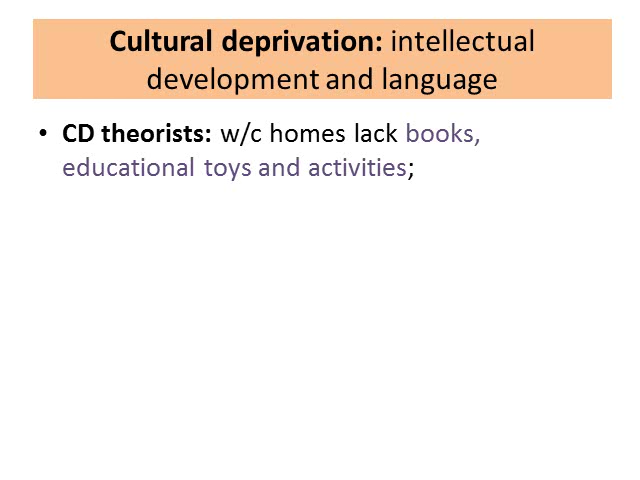 Cultural deprivation: intellectual
development and language
• CD theorists: w/c homes lack books,
educational toys and activities;